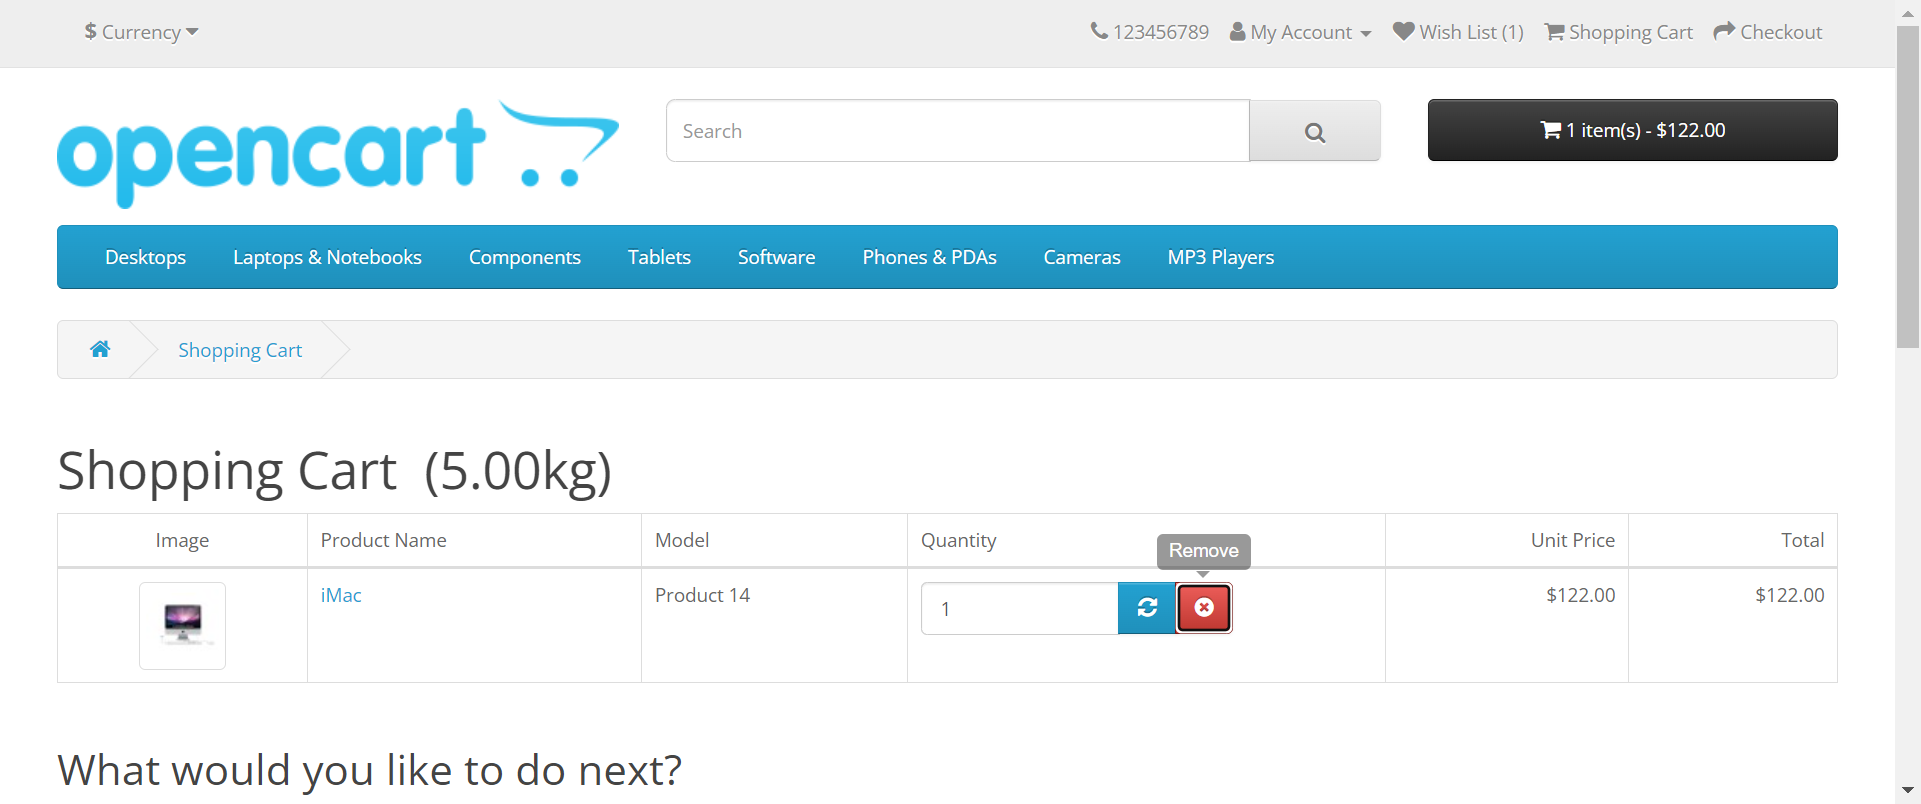 $ Currency 123456789 My Account Wish List (1) Shopping Cart Checkout
opencart Search 1 item(s) - $122.00
Desktops Laptops & Notebooks Components Tablets Software Phones & PDAs Cameras MP3 Players
Shopping Cart
Shopping Cart (5.00kg)
Image Product Name Model Quantity Remove Unit Price Total
iMac Product 14 1 $122.00 $122.00
What would you like to do next?